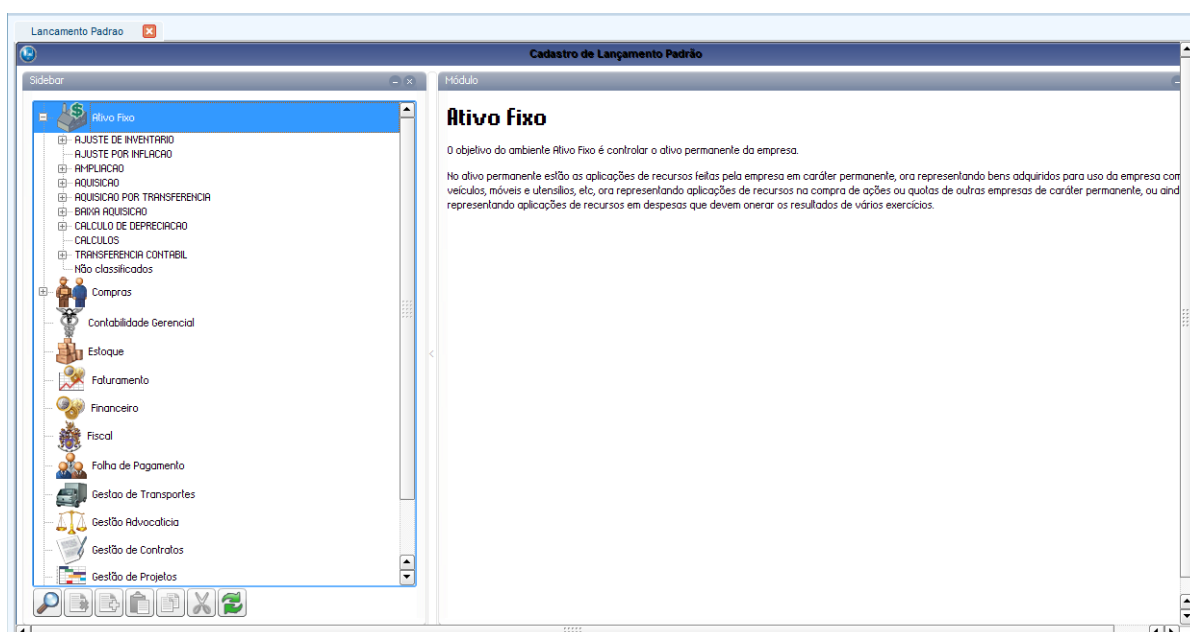 Lancamento Padrao
Cadastro de Lançamento Padrão
Sidebar
Ativo Fixo
AJUSTE DE INVENTARIO
AJUSTE POR INFLACAO
AMPLIACAO
AQUISICAO
AQUISICAO POR TRANSFERENCIA
BAIXA AQUISICAO
CALCULO DE DEPRECIACAO
CALCULOS
TRANSFERENCIA CONTABIL
Não classificados
Compras
Contabilidade Gerencial
Estoque
Faturamento
Financeiro
Fiscal
Folha de Pagamento
Gestao de Transportes
Gestão Advocaticia
Gestão de Contratos
Gestão de Projetos
Módulo
Ativo fixo
O objetivo do ambiente Ativo Fixo é controlar o ativo permanente da empresa.
No ativo permanente estão as aplicações de recursos feitas pela empresa em caráter permanente, ora representando bens adquiridos para uso da empresa com
veículos, móveis e utensílios, etc, ora representando aplicações de recursos na compra de ações ou quotas de outras empresas de caráter permanente, ou aind
representando aplicações de recursos em despesas que devem onerar os resultados de vários exercícios.